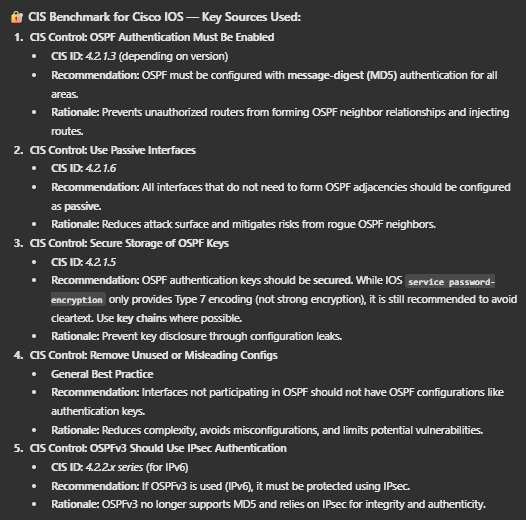 🔐 CIS Benchmark for Cisco IOS — Key Sources Used:
1. CIS Control: OSPF Authentication Must Be Enabled
• CIS ID: 4.2.1.3 (depending on version)
• Recommendation: OSPF must be configured with message-digest (MD5) authentication for all
areas.
• Rationale: Prevents unauthorized routers from forming OSPF neighbor relationships and injecting
routes.
2. CIS Control: Use Passive Interfaces
• CIS ID: 4.2.1.6
• Recommendation: All interfaces that do not need to form OSPF adjacencies should be configured
as passive.
• Rationale: Reduces attack surface and mitigates risks from rogue OSPF neighbors.
3. CIS Control: Secure Storage of OSPF Keys
• CIS ID: 4.2.1.5
• Recommendation: OSPF authentication keys should be secured. While IOS service password-
encryption only provides Type 7 encoding (not strong encryption), it is still recommended to avoid
cleartext. Use key chains where possible.
• Rationale: Prevent key disclosure through configuration leaks.
4. CIS Control: Remove Unused or Misleading Configs
• General Best Practice
• Recommendation: Interfaces not participating in OSPF should not have OSPF configurations like
authentication keys.
• Rationale: Reduces complexity, avoids misconfigurations, and limits potential vulnerabilities.
5. CIS Control: OSPFv3 Should Use IPsec Authentication
• CIS ID: 4.2.2.x series (for IPv6)
• Recommendation: If OSPFv3 is used (IPv6), it must be protected using IPsec.
• Rationale: OSPFv3 no longer supports MD5 and relies on IPsec for integrity and authenticity.